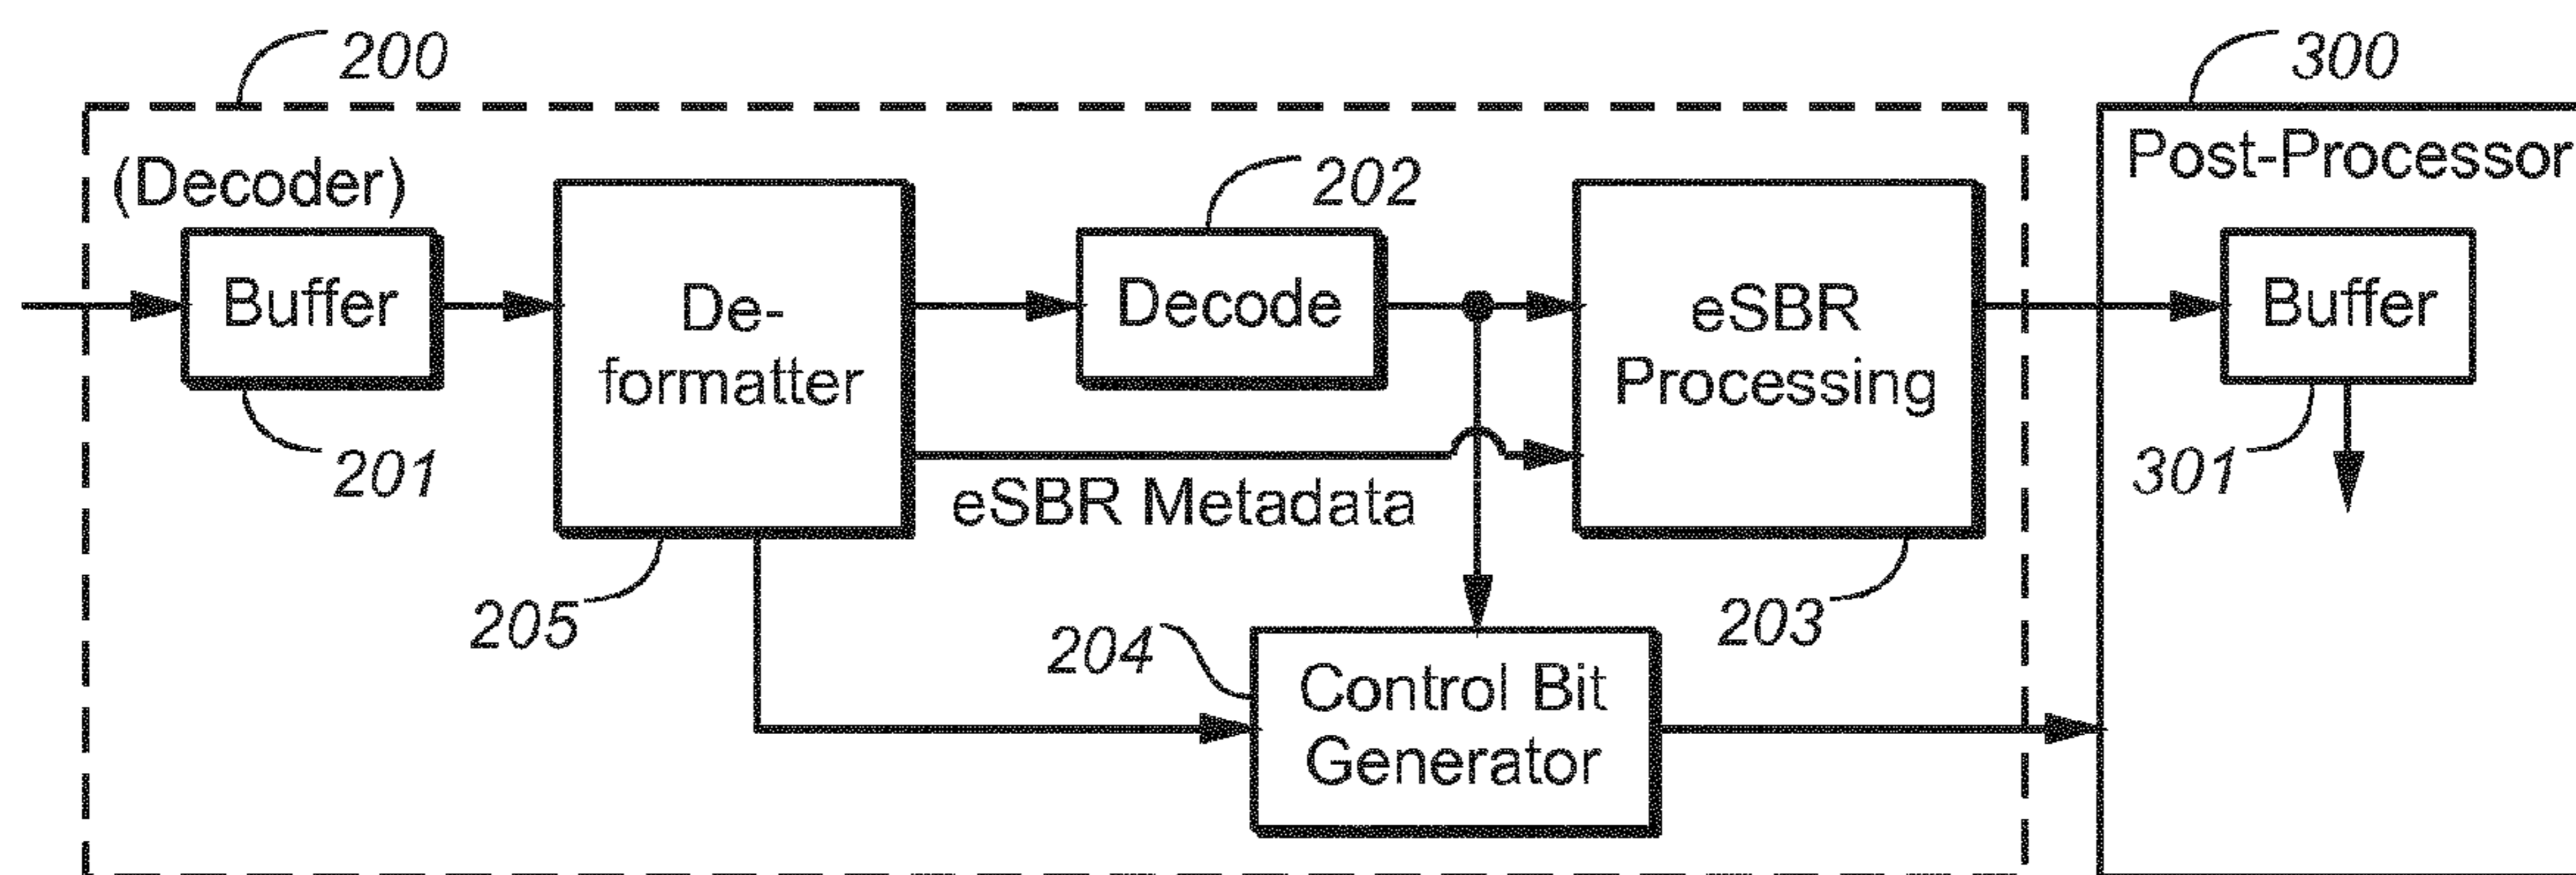 200
300
(Decoder)
Post-Processor
202
Buffer
De-
formatter
Decode
eSBR
Processing
Buffer
201
eSBR Metadata
301
205
204
203
Control Bit
Generator